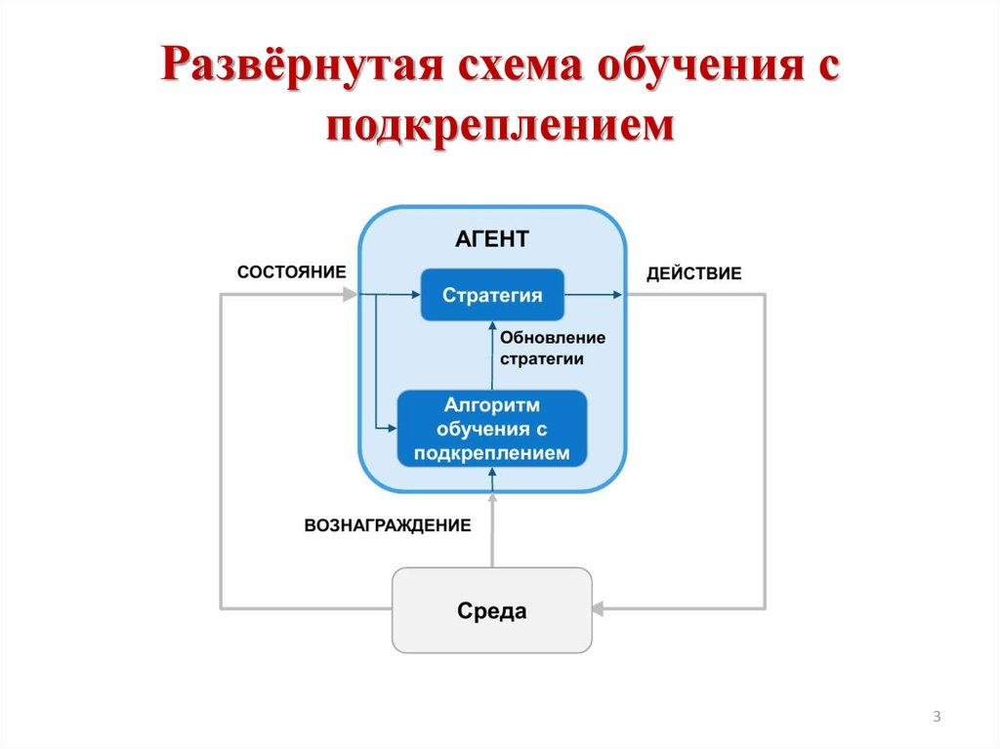 Развёрнутая схема обучения с
подкреплением
АГЕНТ
СОСТОЯНИЕ
ДЕЙСТВИЕ
Стратегия
Обновление
стратегии
Алгоритм
обучения с
подкреплением
ВОЗНАГРАЖДЕНИЕ
Среда
3